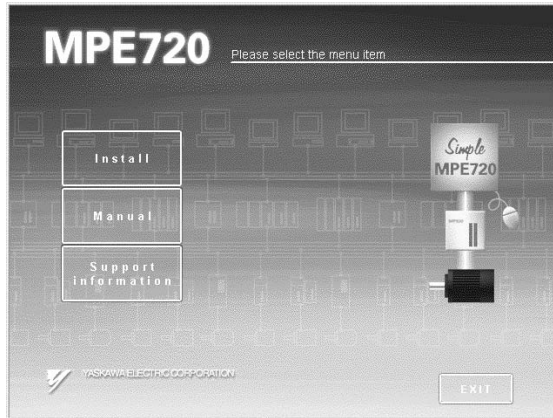 MPE720
Please select the menu item
Install
Manual
Support
information
Simple
MPE720
YASKAWA ELECTRIC CORPORATION
EXIT